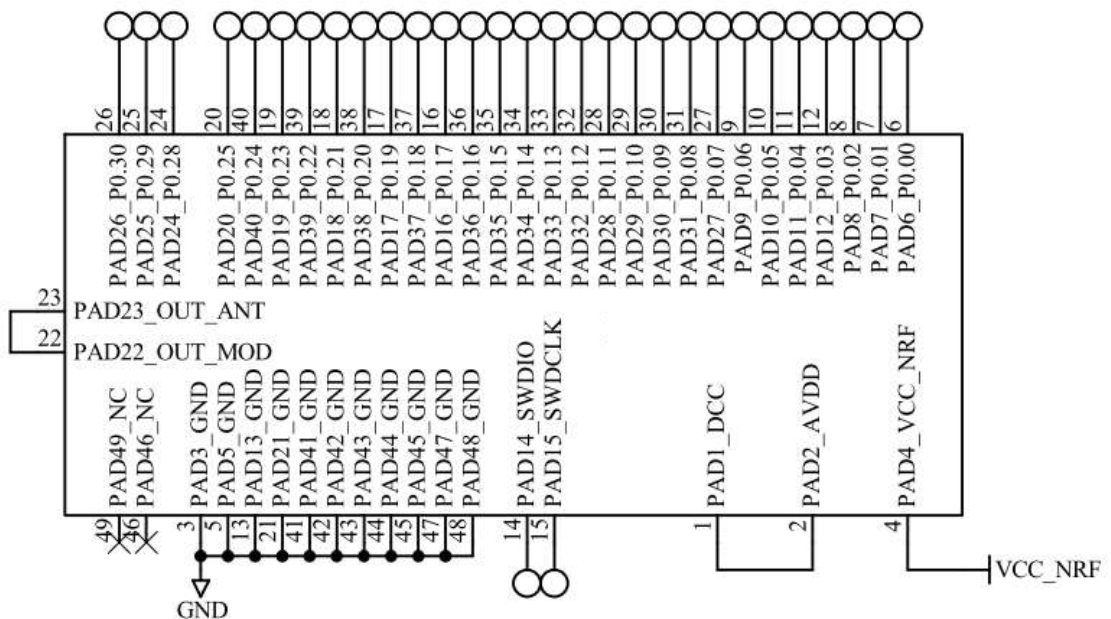 26
25
24
20
40
19
39
18
38
17
37
16
36
35
34
33
32
28
29
30
31
27
9
10
11
12
8
7
6
PAD26_P0.30
PAD25_P0.29
PAD24_P0.28
PAD20_P0.25
PAD40_P0.24
PAD19_P0.23
PAD39_P0.22
PAD18_P0.21
PAD38_P0.20
PAD17_P0.19
PAD37_P0.18
PAD16_P0.17
PAD36_P0.16
PAD35_P0.15
PAD34_P0.14
PAD33_P0.13
PAD32_P0.12
PAD28_P0.11
PAD29_P0.10
PAD30_P0.09
PAD31_P0.08
PAD27_P0.07
PAD9_P0.06
PAD10_P0.05
PAD11_P0.04
PAD12_P0.03
PAD8_P0.02
PAD7_P0.01
PAD6_P0.00
23
PAD23_OUT_ANT
22
PAD22_OUT_MOD
PAD49_NC
PAD46_NC
PAD3_GND
PAD5_GND
PAD13_GND
PAD21_GND
PAD41_GND
PAD42_GND
PAD43_GND
PAD44_GND
PAD45_GND
PAD47_GND
PAD48_GND
PAD14_SWDIO
PAD15_SWDCLK
PAD1_DCC
PAD2_AVDD
PAD4_VCC_NRF
49
46
3
5
13
21
41
42
43
44
45
47
48
14
15
1
2
4
VCC_NRF
GND